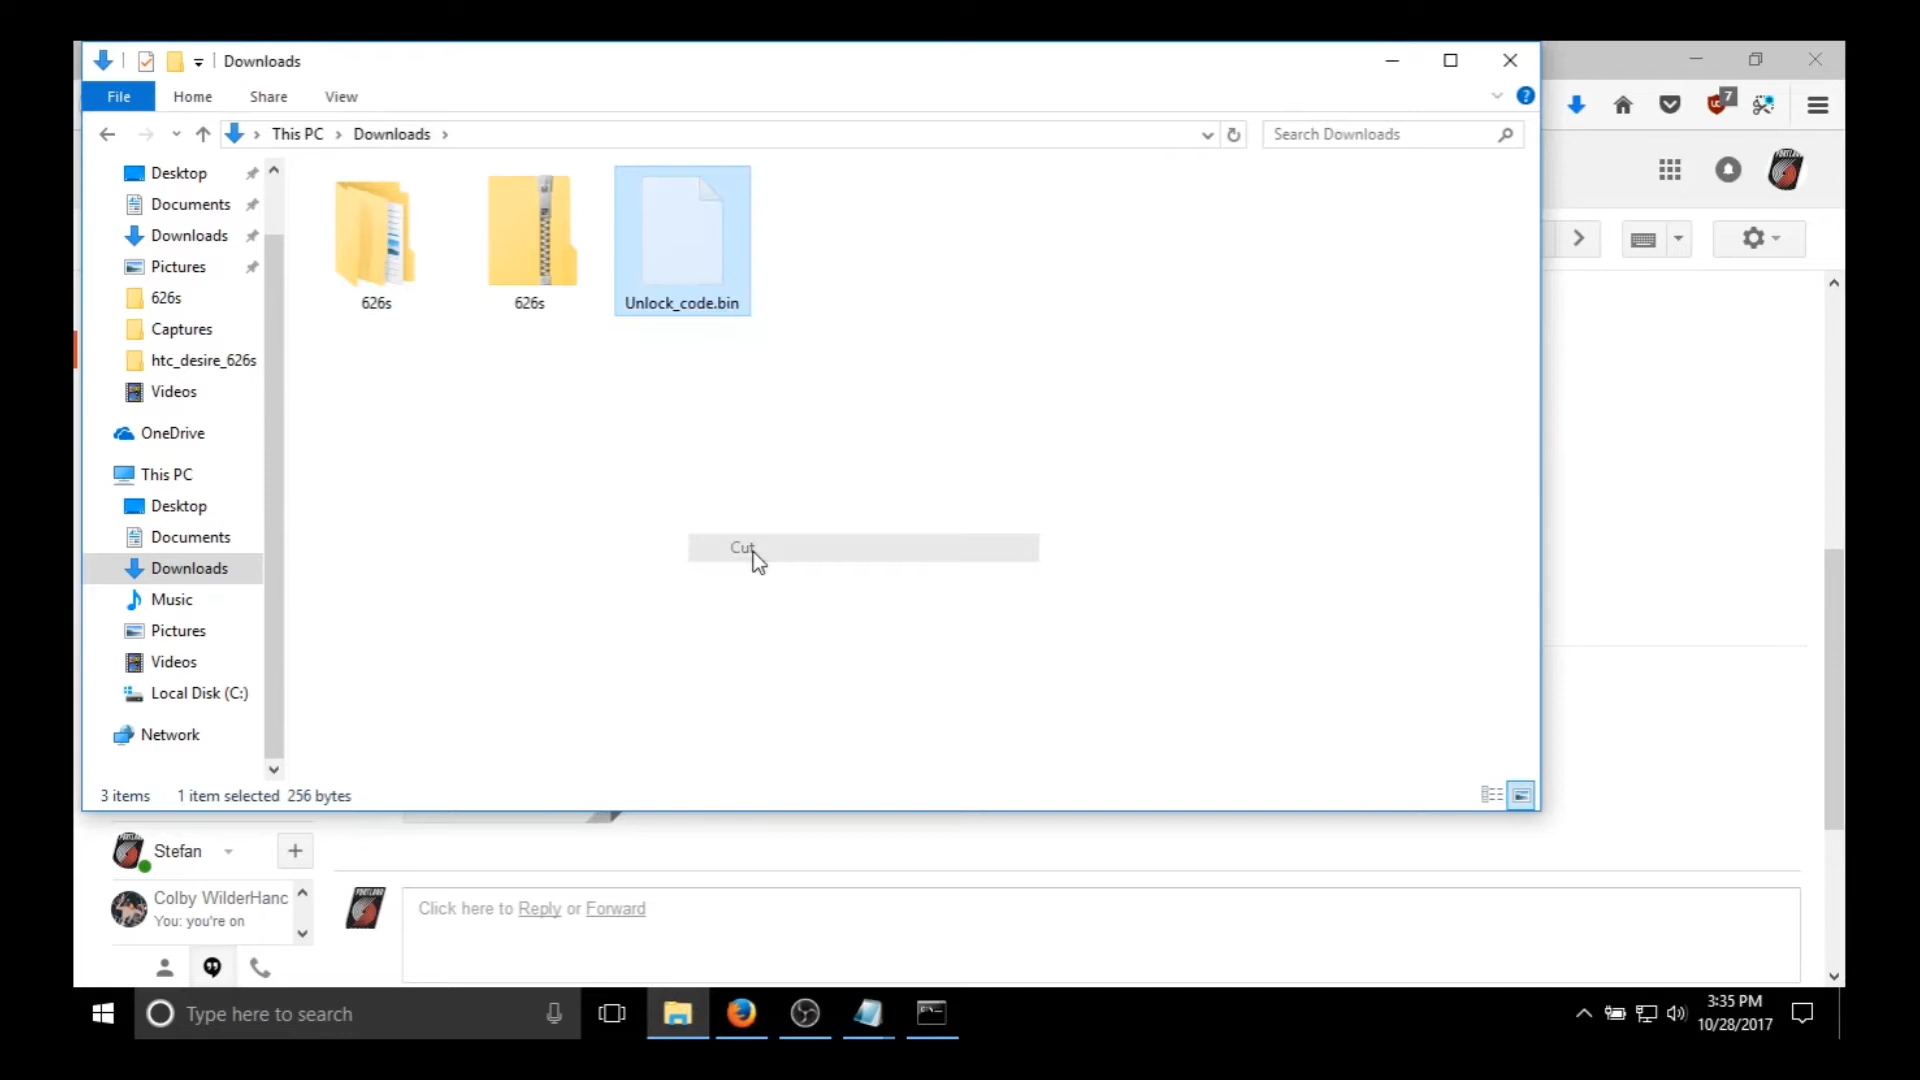 Downloads
File Home Share View
This PC Downloads
Search Downloads
7
Desktop
Documents
Downloads
Pictures
626s
Captures
htc_desire_626s
Videos
OneDrive
This PC
Desktop
Documents
Downloads
Music
Pictures
Videos
Local Disk (C:)
Network
626s
626s
Unlock_code.bin
Cut
3 items 1 item selected 256 bytes
Stefan
Colby WilderHanc
You: you're on
Click here to Reply or Forward
Type here to search
3:35 PM
10/28/2017